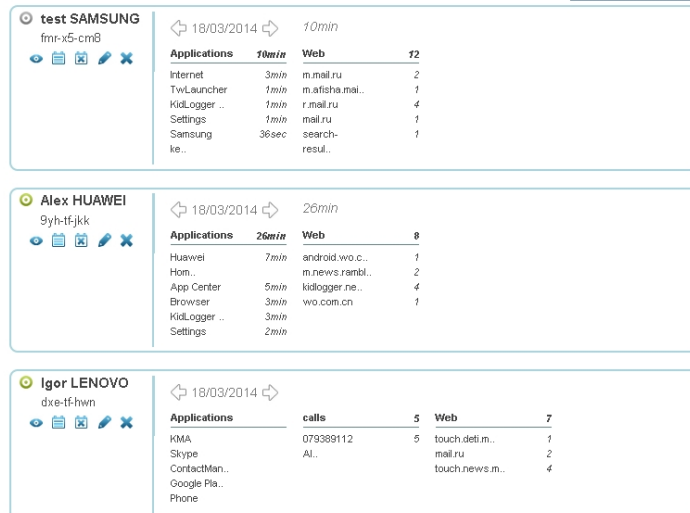 test SAMSUNG
fmr-x5-cm8
18/03/2014 10min
Applications 10min Web 12
Internet 3min m.mail.ru 2
TwLauncher 1min m.afisha.mai.. 1
KidLogger .. 1min r.mail.ru 4
Settings 1min mail.ru 1
Samsung 36sec search- 1
ke.. resul..
Alex HUAWEI
9yh-tf-jkk
18/03/2014 26min
Applications 26min Web 8
Huawei 7min android.wo.c.. 1
Hom.. m.news.rambl.. 2
App Center 5min kidlogger.ne.. 4
Browser 3min wo.com.cn 1
KidLogger .. 3min
Settings 2min
Igor LENOVO
dxe-tf-hwn
18/03/2014
Applications calls 5 Web 7
KMA 079389112 5 touch.deti.m.. 1
Skype Al.. mail.ru 2
ContactMan.. touch.news.m.. 4
Google Pla..
Phone